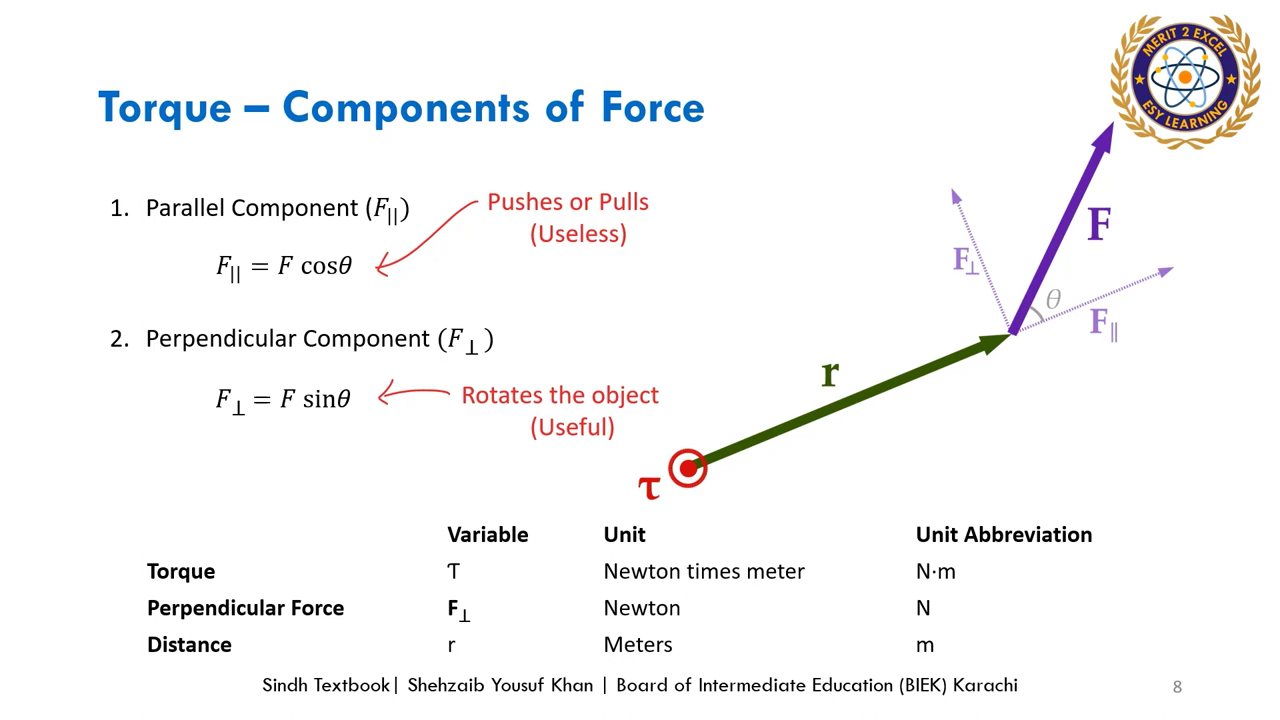 MERIT 2 EXCEL
ESY LEARNING
Torque – Components of Force
1. Parallel Component (F||)
Pushes or Pulls
(Useless)
F|| = F cosθ
2. Perpendicular Component (F⊥)
F⊥ = F sinθ
Rotates the object
(Useful)
F
F⊥
θ
F∥
r
τ
Variable Unit Unit Abbreviation
Torque Ƭ Newton times meter N·m
Perpendicular Force F⊥ Newton N
Distance r Meters m
Sindh Textbook| Shehzaib Yousuf Khan | Board of Intermediate Education (BIEK) Karachi
8